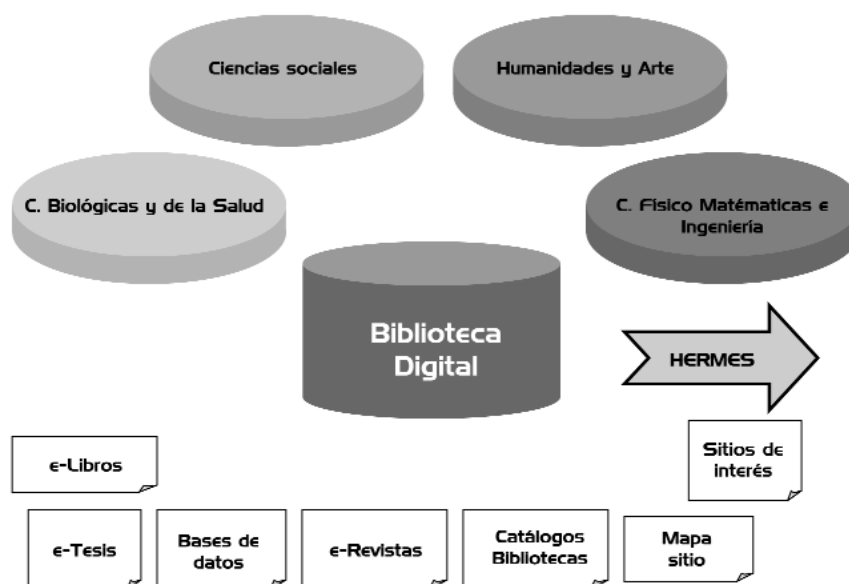 Ciencias sociales
Humanidades y Arte
C. Biológicas y de la Salud
C. Físico Matématicas e
Ingeniería
Biblioteca
Digital
HERMES
Sitios de
interés
e-Libros
e-Tesis
Bases de
datos
e-Revistas
Catálogos
Bibliotecas
Mapa
sitio